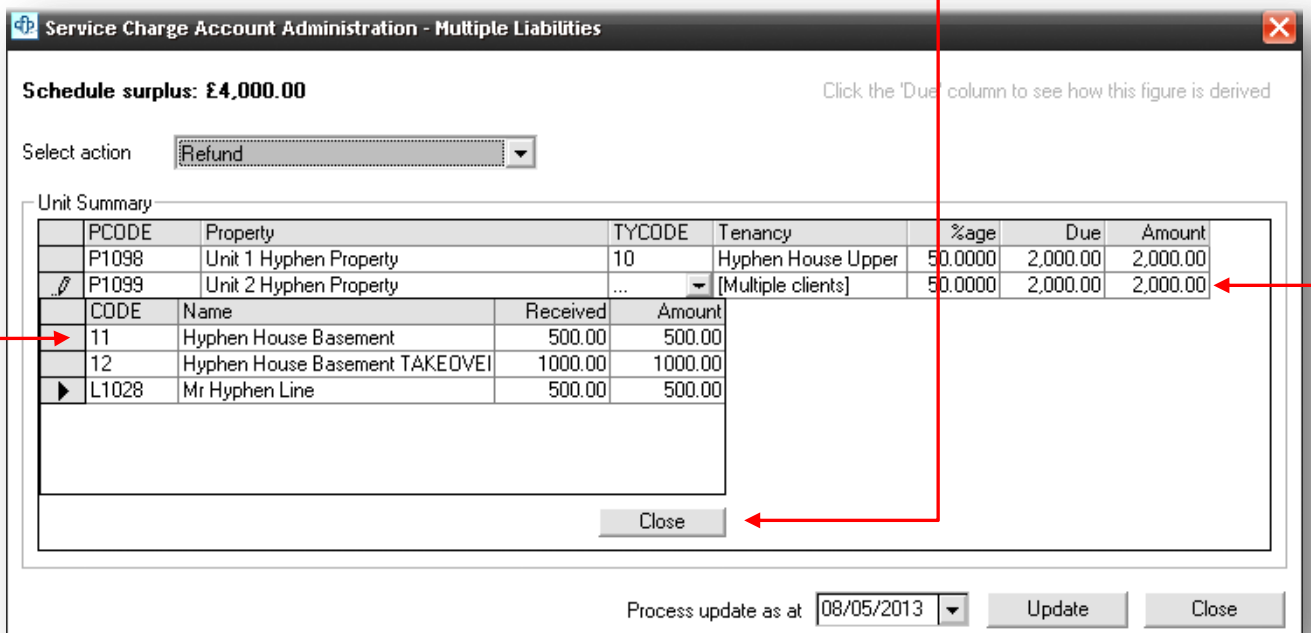 Service Charge Account Administration - Multiple Liabilities
Schedule surplus: £4,000.00 Click the 'Due' column to see how this figure is derived
Select action Refund
Unit Summary
PCODE Property TYCODE Tenancy %age Due Amount
P1098 Unit 1 Hyphen Property 10 Hyphen House Upper 50.0000 2,000.00 2,000.00
P1099 Unit 2 Hyphen Property ... [Multiple clients] 50.0000 2,000.00 2,000.00
CODE Name Received Amount
11 Hyphen House Basement 500.00 500.00
12 Hyphen House Basement TAKEOVEI 1000.00 1000.00
L1028 Mr Hyphen Line 500.00 500.00
Close
Process update as at 08/05/2013 Update Close